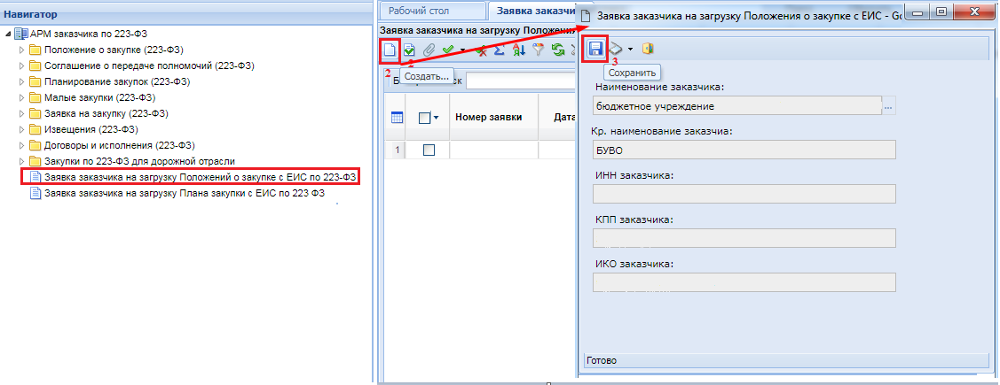 Навигатор
АРМ заказчика по 223-ФЗ
Положение о закупке (223-ФЗ)
Соглашение о передаче полномочий (223-ФЗ)
Планирование закупок (223-ФЗ)
Малые закупки (223-ФЗ)
Заявка на закупку (223-ФЗ)
Извещения (223-ФЗ)
Договоры и исполнения (223-ФЗ)
Закупки по 223-ФЗ для дорожной отрасли
Заявка заказчика на загрузку Положений о закупке с ЕИС по 223-ФЗ
Заявка заказчика на загрузку Плана закупки с ЕИС по 223 ФЗ
Рабочий стол
Заявка заказчи
Заявка заказчика на загрузку Положения
2
Создать...
Б
ск
Номер заявки
Дата
1
Заявка заказчика на загрузку Положения о закупке с ЕИС - Go
3
Сохранить
Наименование заказчика:
бюджетное учреждение
...
Кр. наименование заказчиа:
БУВО
ИНН заказчика:
КПП заказчика:
ИКО заказчика:
Готово